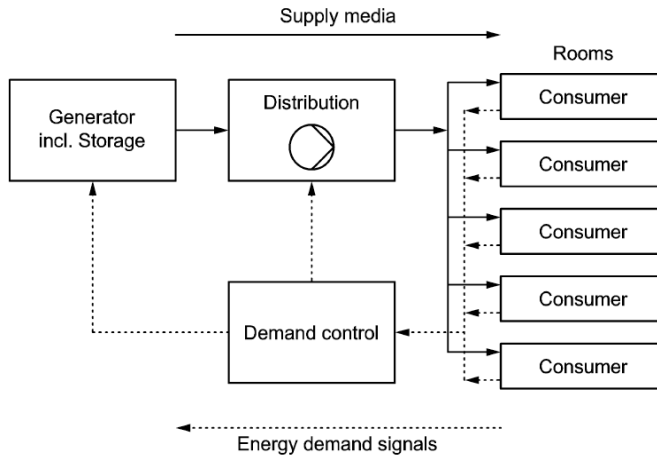 Supply media
Rooms
Generator
incl. Storage
Distribution
Consumer
Consumer
Consumer
Consumer
Consumer
Demand control
Energy demand signals